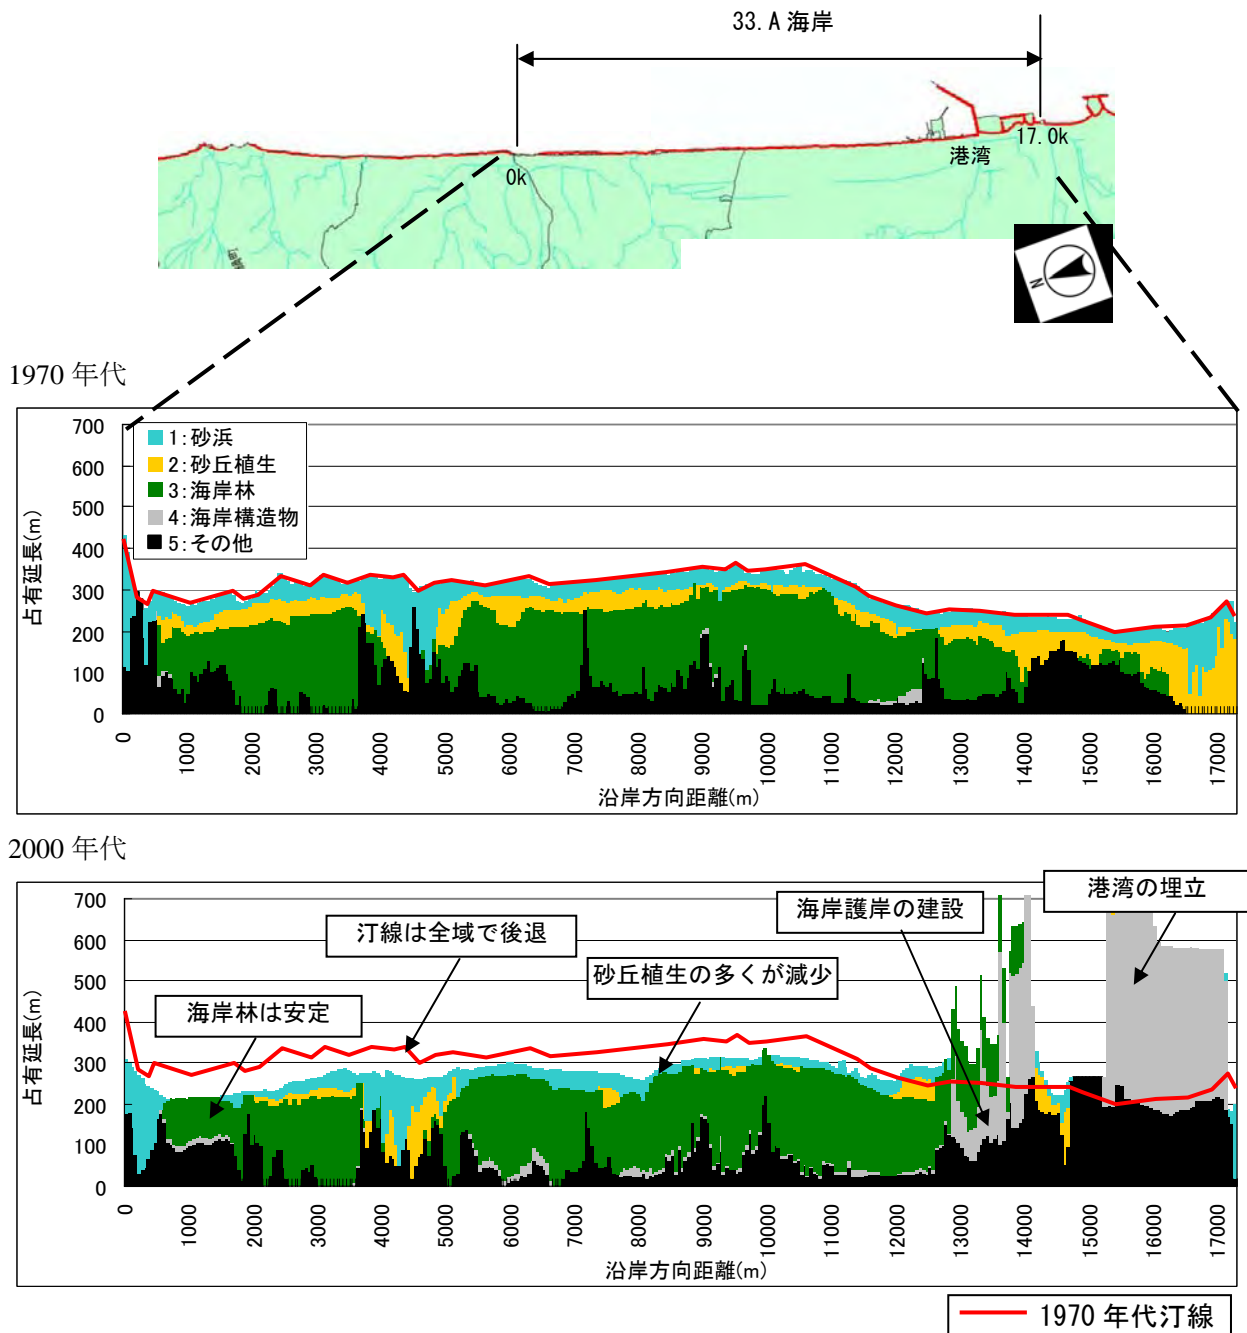 33. A 海岸
0k
港湾
17.0k
N
1970 年代
700
600
500
400
300
200
100
0
占有延長(m)
1:砂浜
2:砂丘植生
3:海岸林
4:海岸構造物
5:その他
0
1000
2000
3000
4000
5000
6000
7000
8000
9000
10000
11000
12000
13000
14000
15000
16000
17000
沿岸方向距離(m)
2000 年代
700
600
500
400
300
200
100
0
占有延長(m)
汀線は全域で後退
海岸林は安定
砂丘植生の多くが減少
海岸護岸の建設
港湾の埋立
0
1000
2000
3000
4000
5000
6000
7000
8000
9000
10000
11000
12000
13000
14000
15000
16000
17000
沿岸方向距離(m)
1970 年代汀線